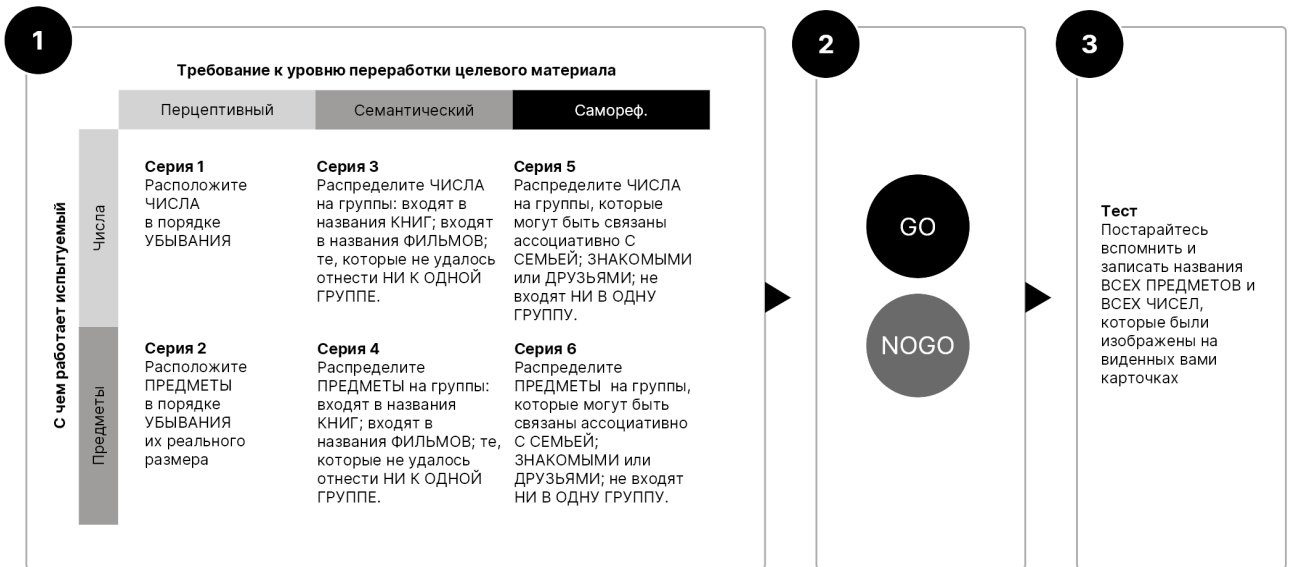 1
2
3
Требование к уровню переработки целевого материала
Перцептивный
Семантический
Самореф.
С чем работает испытуемый
Числа
Серия 1
Расположите
ЧИСЛА
в порядке
УБЫВАНИЯ
Серия 3
Распределите ЧИСЛА
на группы: входят в
названия КНИГ; входят
в названия ФИЛЬМОВ;
те, которые не удалось
отнести НИ К ОДНОЙ
ГРУППЕ.
Серия 5
Распределите ЧИСЛА
на группы, которые
могут быть связаны
ассоциативно С
СЕМЬЕЙ; ЗНАКОМЫМИ
или ДРУЗЬЯМИ; не
входят НИ В ОДНУ
ГРУППУ.
Предметы
Серия 2
Расположите
ПРЕДМЕТЫ
в порядке
УБЫВАНИЯ
их реального
размера
Серия 4
Распределите
ПРЕДМЕТЫ на группы:
входят в названия
КНИГ; входят в
названия ФИЛЬМОВ; те,
которые не удалось
отнести НИ К ОДНОЙ
ГРУППЕ.
Серия 6
Распределите
ПРЕДМЕТЫ  на группы,
которые могут быть
связаны ассоциативно
С СЕМЬЕЙ;
ЗНАКОМЫМИ или
ДРУЗЬЯМИ; не входят
НИ В ОДНУ ГРУППУ.
GO
NOGO
Тест
Постарайтесь
вспомнить и
записать названия
ВСЕХ ПРЕДМЕТОВ и
ВСЕХ ЧИСЕЛ,
которые были
изображены на
виденных вами
карточках